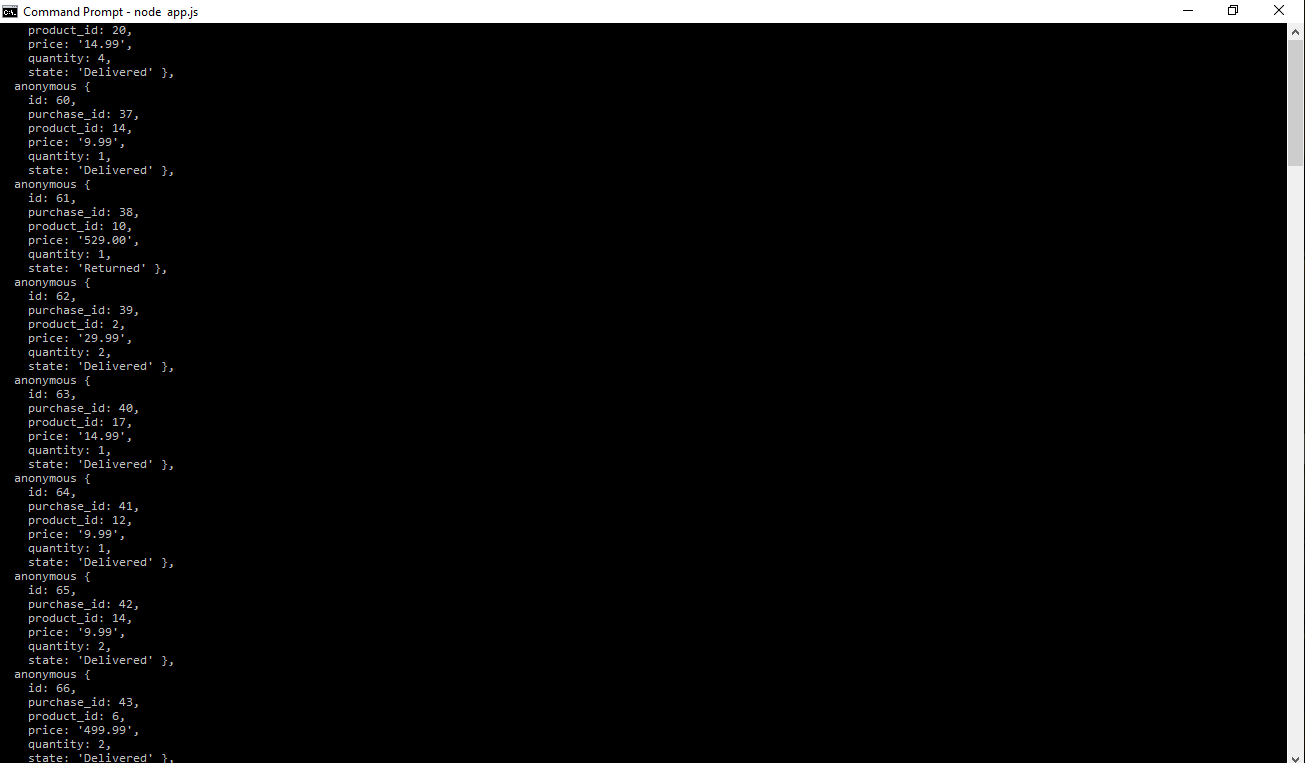 Command Prompt - node  app.js
product_id: 20,
price: '14.99',
quantity: 4,
state: 'Delivered' },
anonymous {
id: 60,
purchase_id: 37,
product_id: 14,
price: '9.99',
quantity: 1,
state: 'Delivered' },
anonymous {
id: 61,
purchase_id: 38,
product_id: 10,
price: '529.00',
quantity: 1,
state: 'Returned' },
anonymous {
id: 62,
purchase_id: 39,
product_id: 2,
price: '29.99',
quantity: 2,
state: 'Delivered' },
anonymous {
id: 63,
purchase_id: 40,
product_id: 17,
price: '14.99',
quantity: 1,
state: 'Delivered' },
anonymous {
id: 64,
purchase_id: 41,
product_id: 12,
price: '9.99',
quantity: 1,
state: 'Delivered' },
anonymous {
id: 65,
purchase_id: 42,
product_id: 14,
price: '9.99',
quantity: 2,
state: 'Delivered' },
anonymous {
id: 66,
purchase_id: 43,
product_id: 6,
price: '499.99',
quantity: 2,
state: 'Delivered' },